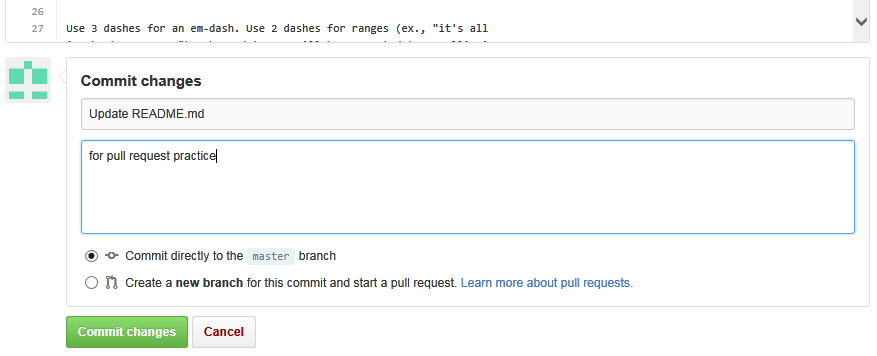 26
27 Use 3 dashes for an em-dash. Use 2 dashes for ranges (ex., "it's all
Commit changes
Update README.md
for pull request practice
Commit directly to the master branch
Create a new branch for this commit and start a pull request. Learn more about pull requests.
Commit changes Cancel